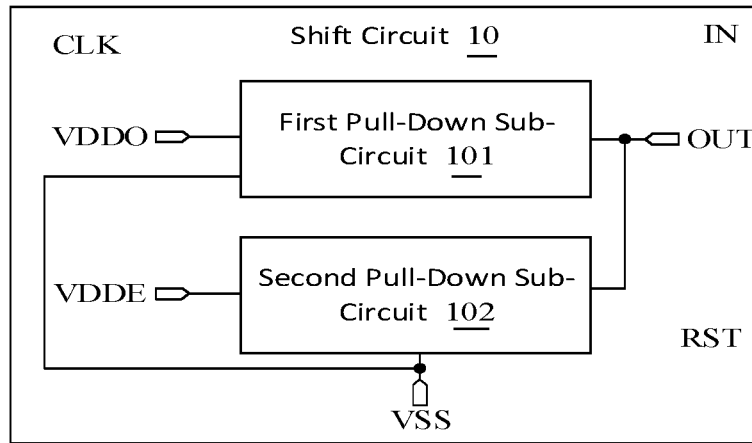 CLK
Shift Circuit 10
IN
VDDO
First Pull-Down Sub-
Circuit 101
OUT
VDDE
Second Pull-Down Sub-
Circuit 102
RST
VSS